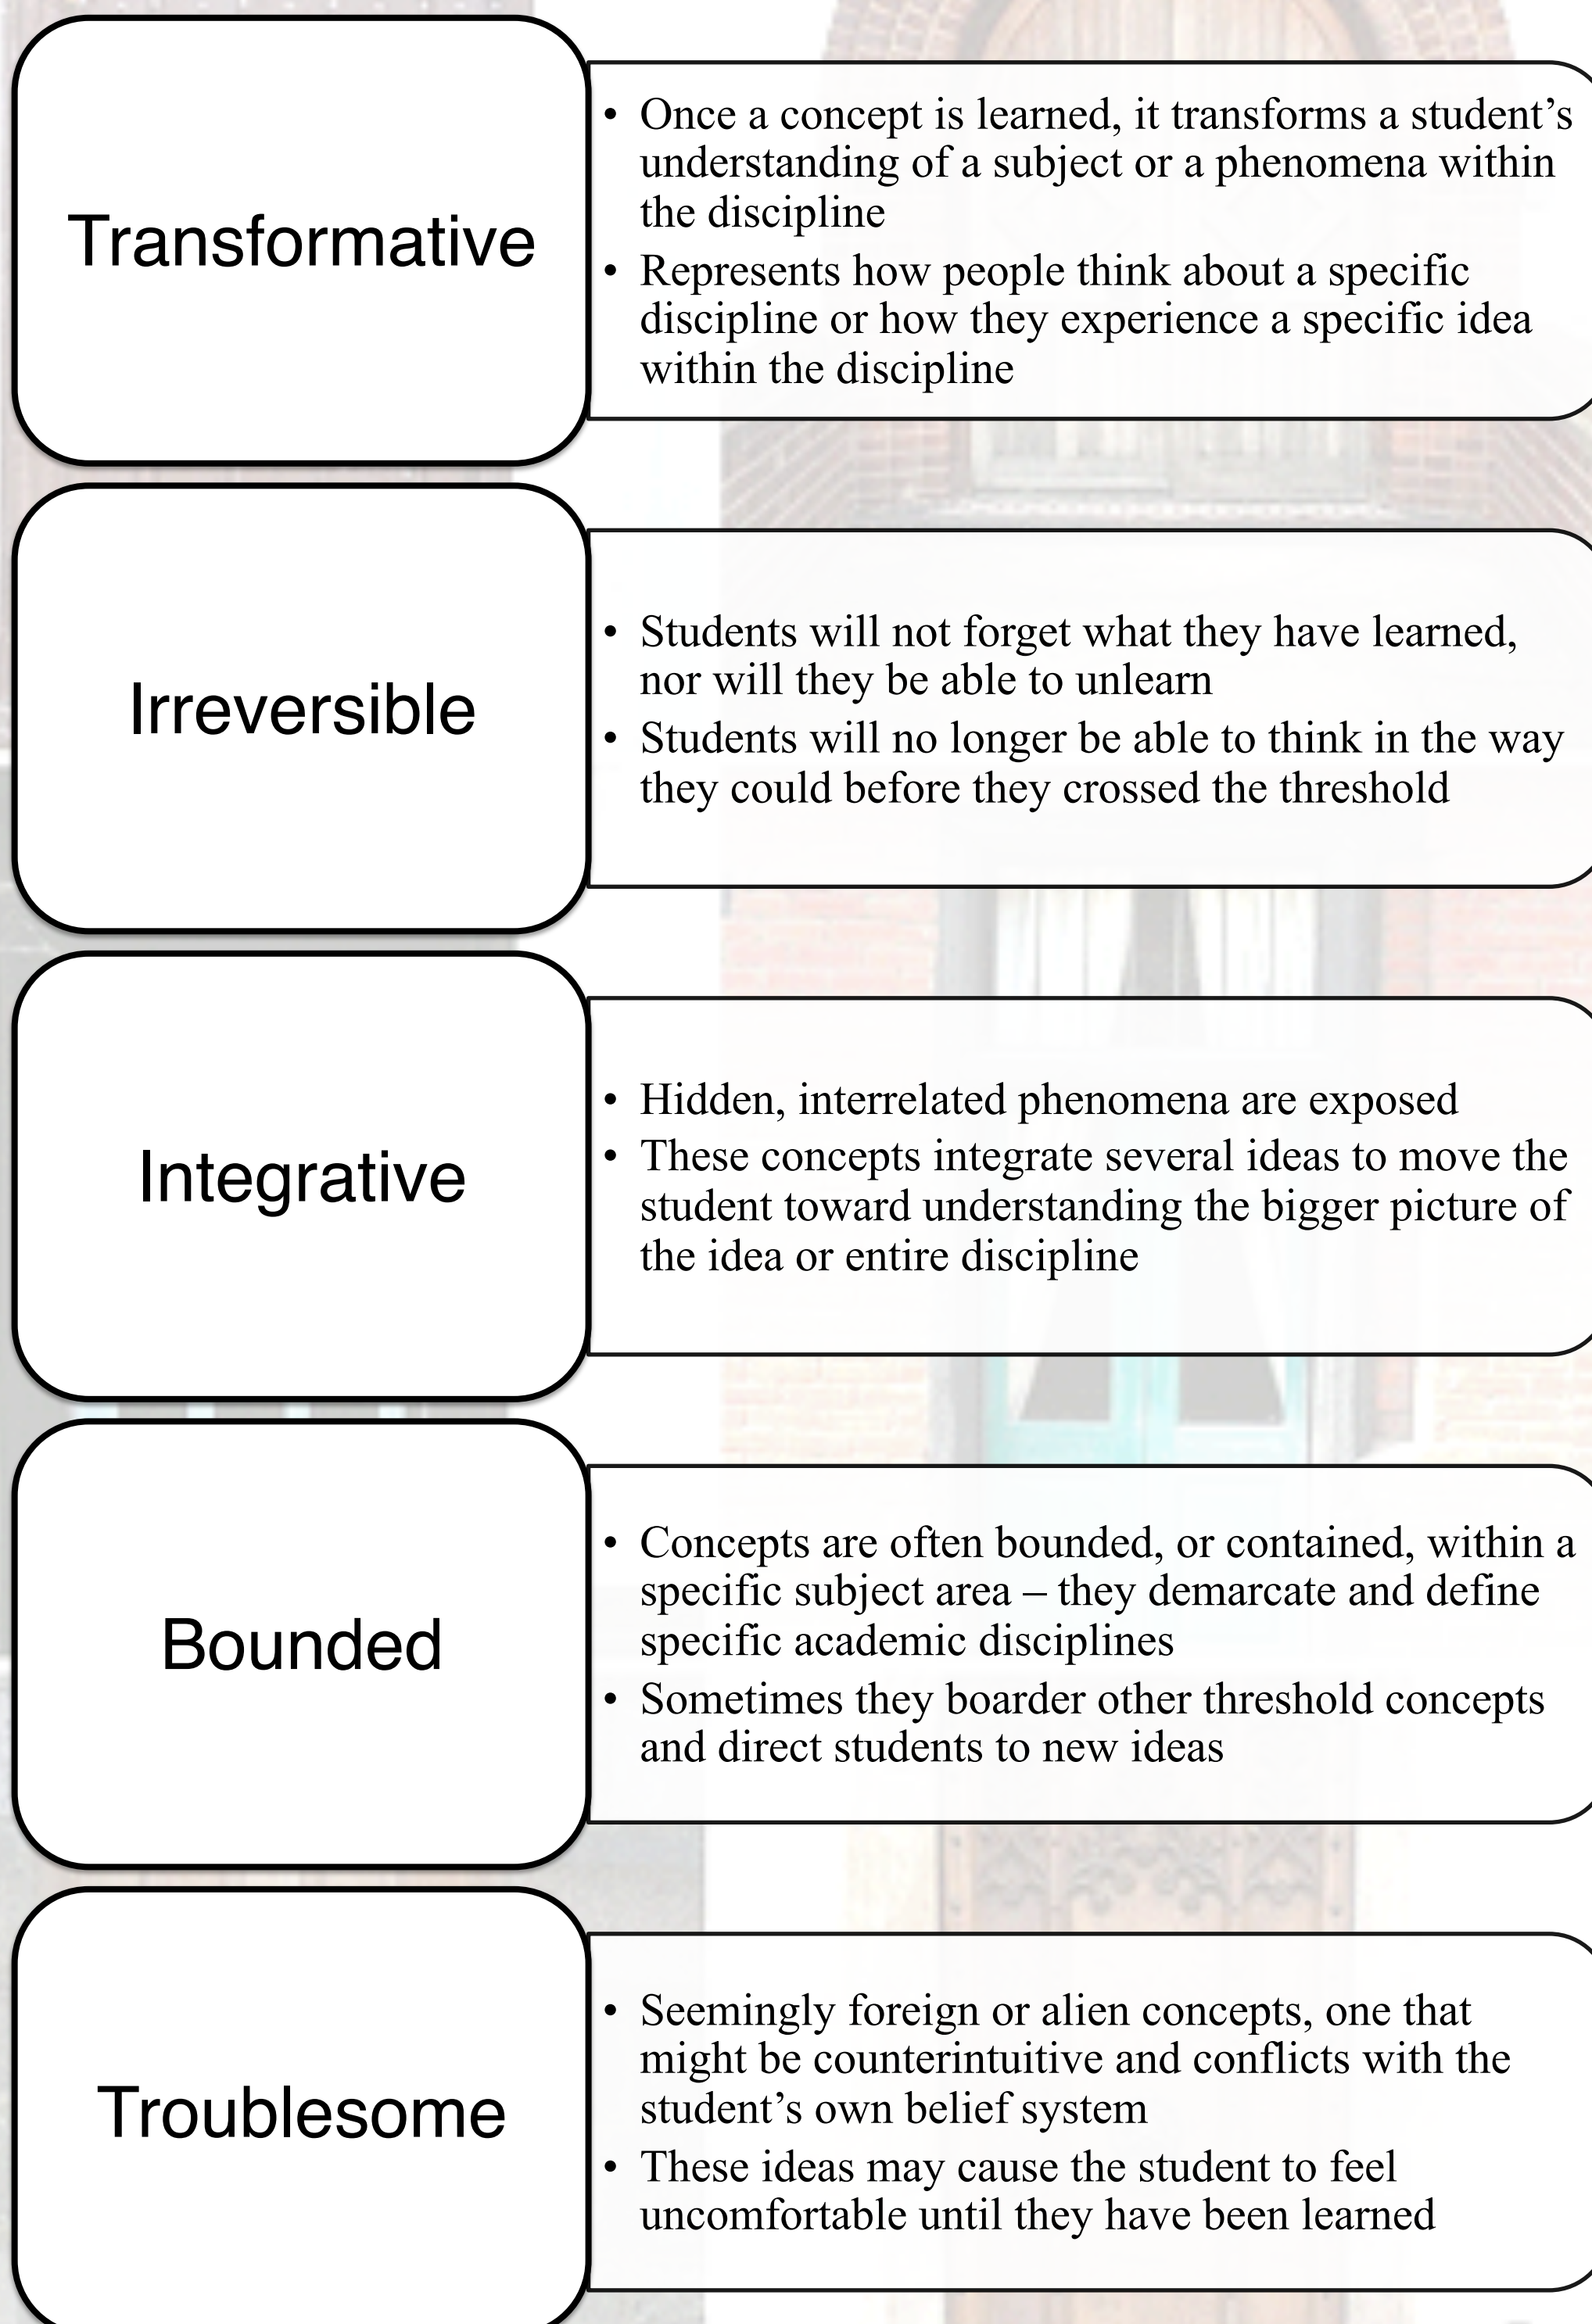 Transformative
• Once a concept is learned, it transforms a student’s
understanding of a subject or a phenomena within
the discipline
• Represents how people think about a specific
discipline or how they experience a specific idea
within the discipline
Irreversible
• Students will not forget what they have learned,
nor will they be able to unlearn
• Students will no longer be able to think in the way
they could before they crossed the threshold
Integrative
• Hidden, interrelated phenomena are exposed
• These concepts integrate several ideas to move the
student toward understanding the bigger picture of
the idea or entire discipline
Bounded
• Concepts are often bounded, or contained, within a
specific subject area – they demarcate and define
specific academic disciplines
• Sometimes they boarder other threshold concepts
and direct students to new ideas
Troublesome
• Seemingly foreign or alien concepts, one that
might be counterintuitive and conflicts with the
student’s own belief system
• These ideas may cause the student to feel
uncomfortable until they have been learned